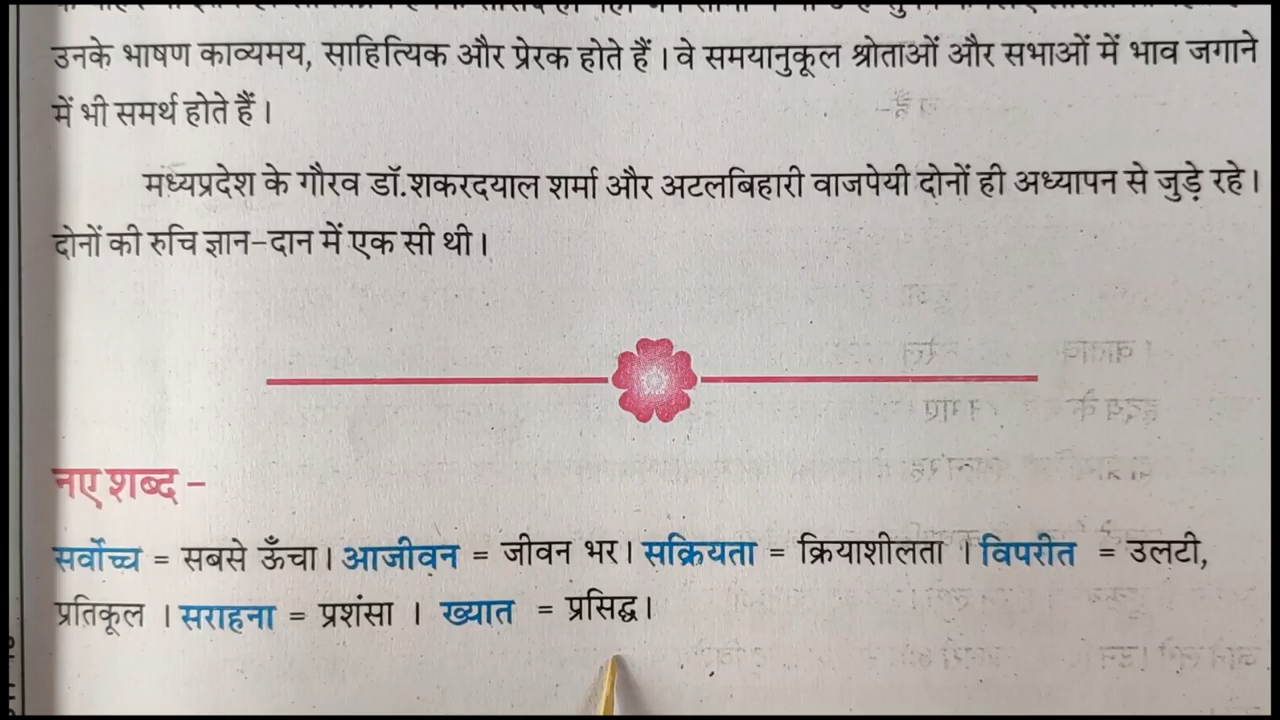 उनके भाषण काव्यमय, साहित्यिक और प्रेरक होते हैं । वे समयानुकूल श्रोताओं और सभाओं में भाव जगाने
में भी समर्थ होते हैं ।
मध्यप्रदेश के गौरव डॉ.शकरदयाल शर्मा और अटलबिहारी वाजपेयी दोनों ही अध्यापन से जुड़े रहे ।
दोनों की रुचि ज्ञान-दान में एक सी थी ।
नए शब्द -
सर्वोच्च = सबसे ऊँचा । आजीवन = जीवन भर । सक्रियता = क्रियाशीलता । विपरीत = उलटी,
प्रतिकूल । सराहना = प्रशंसा । ख्यात = प्रसिद्ध ।